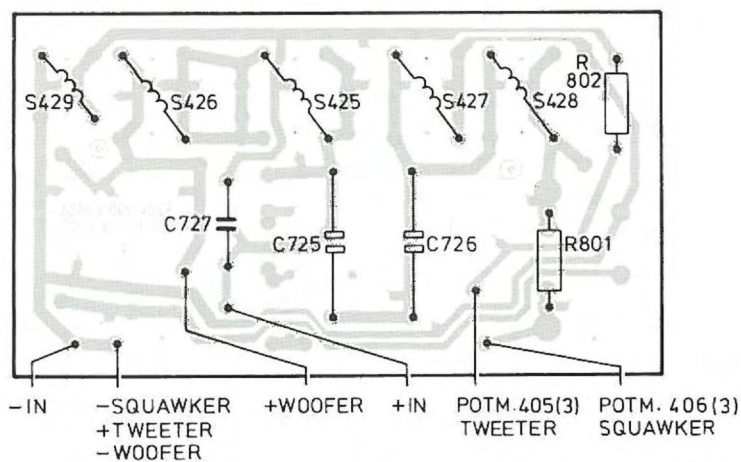 R
802
S429
S426
S425
S427
S428
C727
C725
C726
R801
-IN
-SQUAWKER
+TWEETER
-WOOFER
+WOOFER
+IN
POTM.405(3)
TWEETER
POTM. 406(3)
SQUAWKER